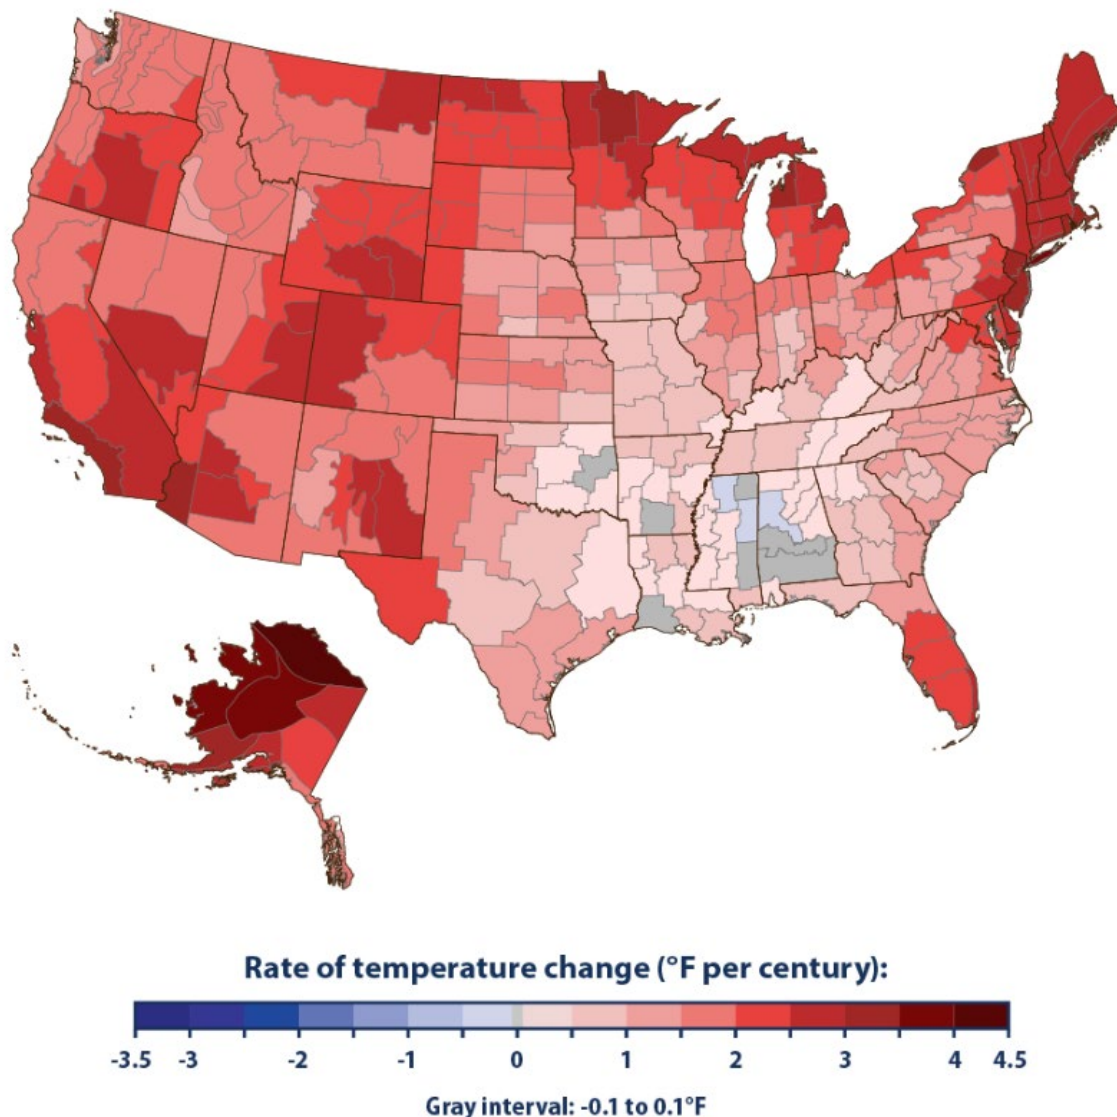 Rate of temperature change (°F per century):
-3.5 -3 -2 -1 0 1 2 3 4 4.5
Gray interval: -0.1 to 0.1°F